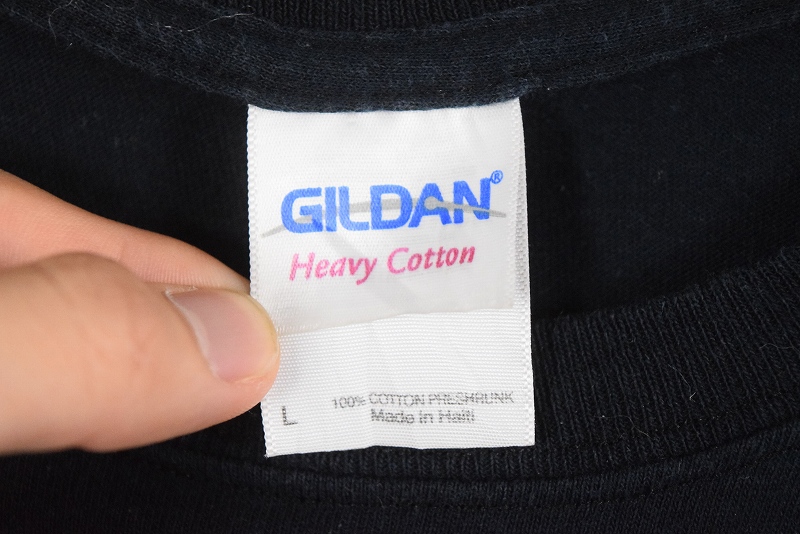 GILDAN®
Heavy Cotton
100% COTTON PRESHRUNK
L Made in Haiti